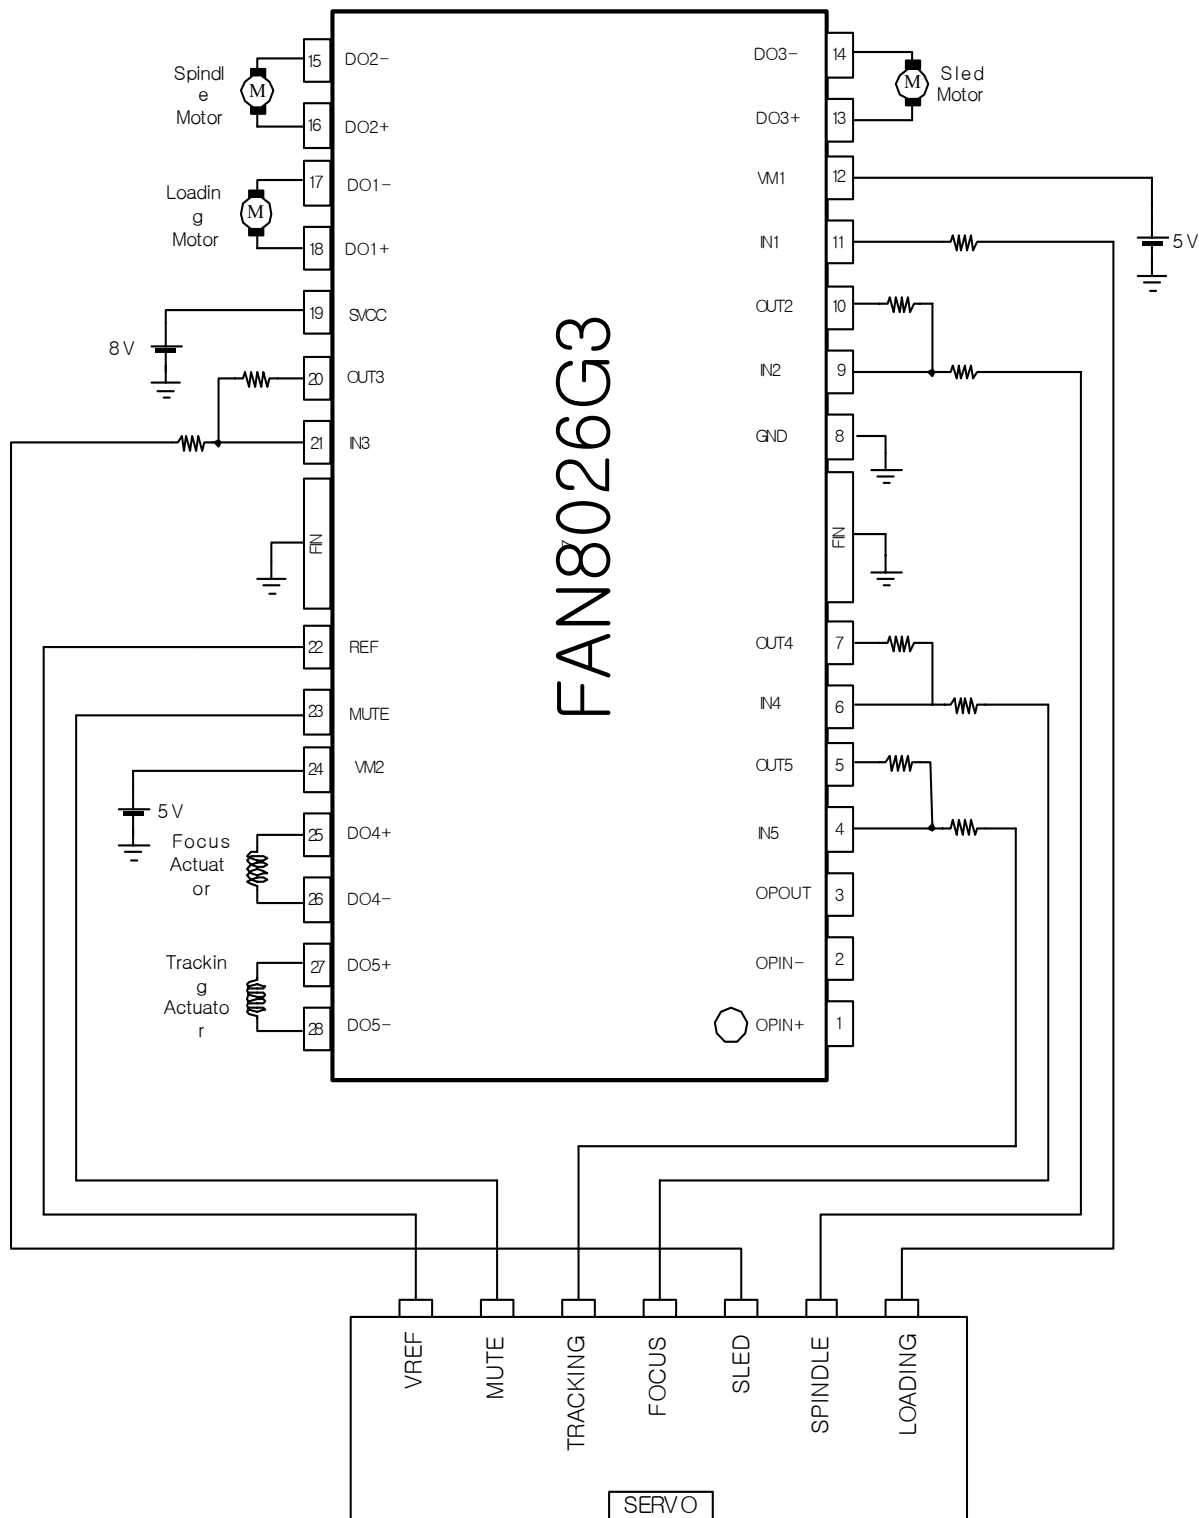 15 DO2-
14 DO3-
Spindl
e
Motor
M
M
Sled
Motor
16 DO2+
13 DO3+
17 DO1-
12 VM1
Loadin
g
Motor
M
18 DO1+
11 IN1
5V
19 SVCC
10 OUT2
8V
20 OUT3
9 IN2
21 IN3
8 GND
FIN
FIN
FAN8026G3
22 REF
7 OUT4
23 MUTE
6 IN4
24 VM2
5 OUT5
5V
25 DO4+
4 IN5
Focus
Actuat
or
26 DO4-
3 OPOUT
27 DO5+
2 OPIN-
Trackin
g
Actuato
r
28 DO5-
1 OPIN+
VREF
MUTE
TRACKING
FOCUS
SLED
SPINDLE
LOADING
SERVO